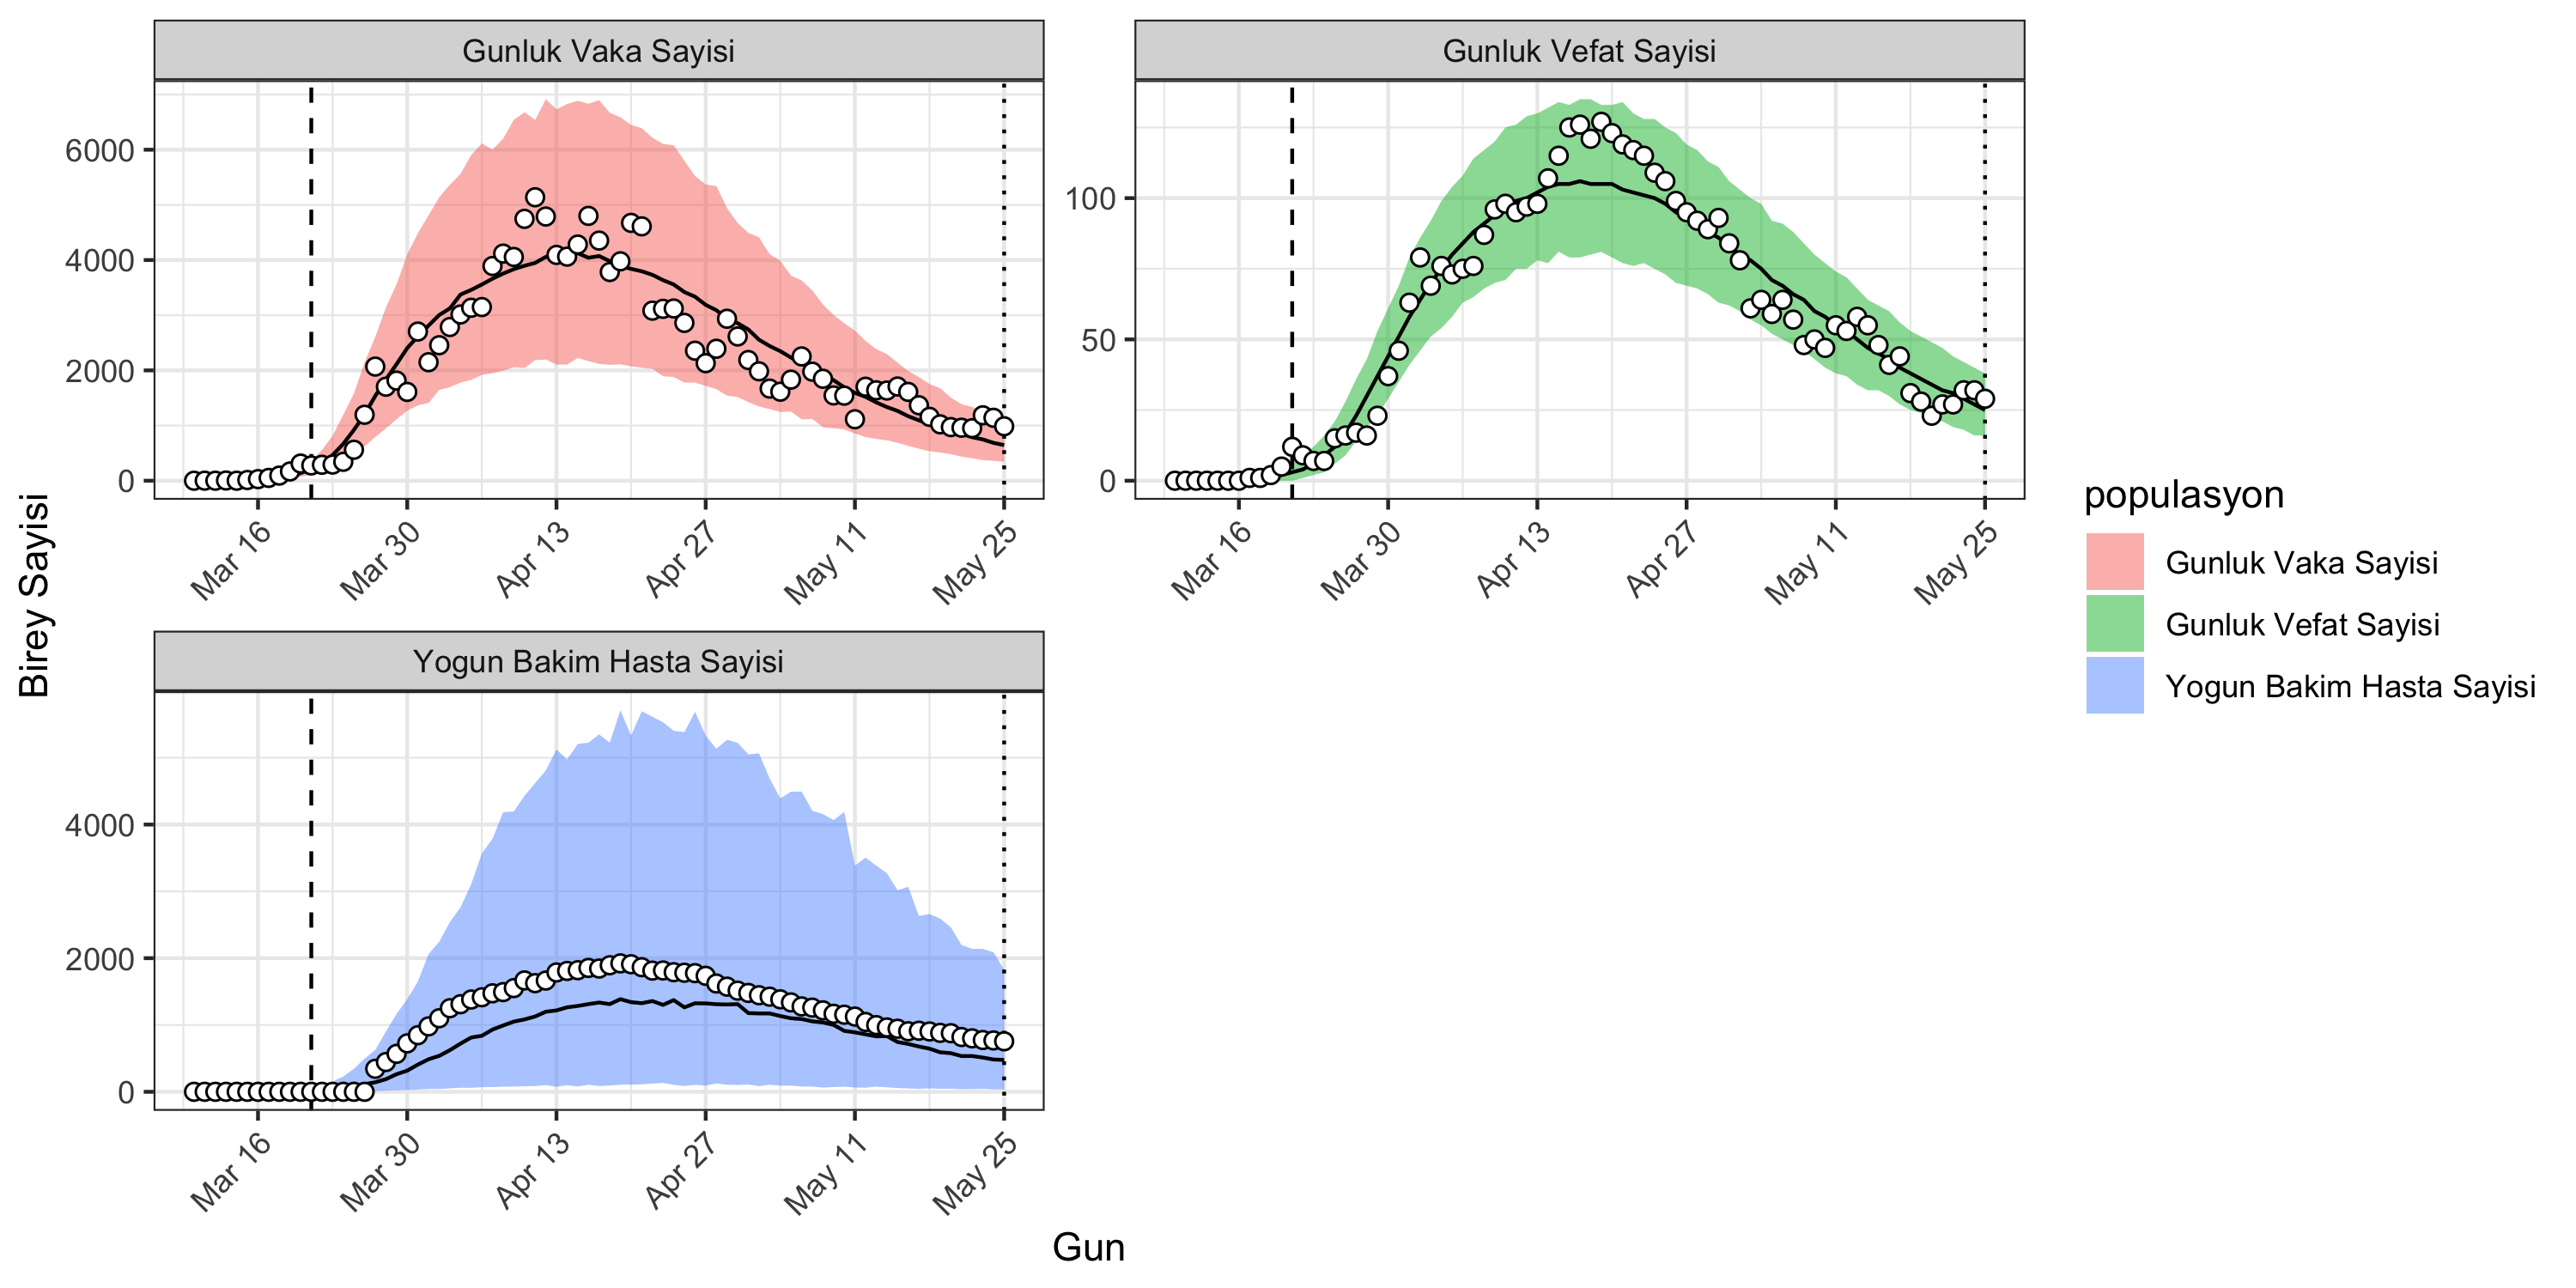 Gunluk Vaka Sayisi
Gunluk Vefat Sayisi
6000
4000
2000
0
100
50
0
Mar 16
Mar 30
Apr 13
Apr 27
May 11
May 25
Mar 16
Mar 30
Apr 13
Apr 27
May 11
May 25
Birey Sayisi
populasyon
Gunluk Vaka Sayisi
Gunluk Vefat Sayisi
Yogun Bakim Hasta Sayisi
Yogun Bakim Hasta Sayisi
4000
2000
0
Mar 16
Mar 30
Apr 13
Apr 27
May 11
May 25
Gun